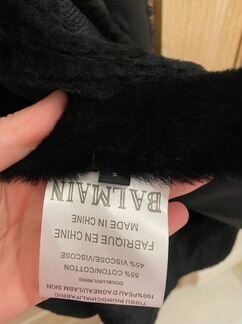 TISSU PRINCIPAL/FABRIC
100%PEAU D'AGNEAU/LAMB SKIN
DOUBLURE/LINING
55% COTON/COTTON
45% VISCOSE/VISCOSE
FABRIQUE EN CHINE
MADE IN CHINE
BALMAIN
S